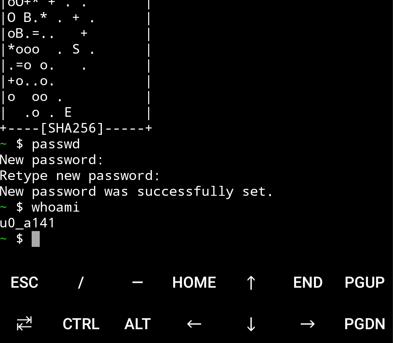 |oO+* + . .       |
|O B.* . + .      |
|oB.=..   +       |
|*ooo  . S .      |
|.=o o.   .       |
|+o..o.           |
|o  oo .          |
|  .o . E         |
+----[SHA256]-----+
~ $ passwd
New password:
Retype new password:
New password was successfully set.
~ $ whoami
u0_a141
~ $
ESC / – HOME ↑ END PGUP
⇄ CTRL ALT ← ↓ → PGDN